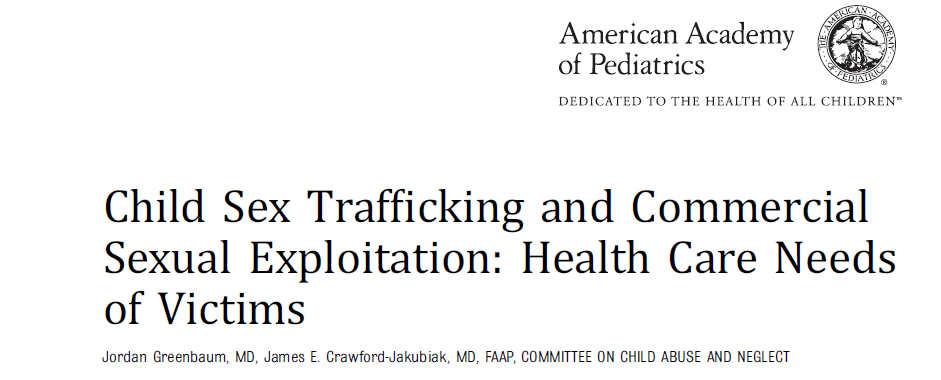 American Academy
of Pediatrics
DEDICATED TO THE HEALTH OF ALL CHILDREN™
THE AMERICAN ACADEMY
OF PEDIATRICS
®
Child Sex Trafficking and Commercial
Sexual Exploitation: Health Care Needs
of Victims
Jordan Greenbaum, MD, James E. Crawford-Jakubiak, MD, FAAP, COMMITTEE ON CHILD ABUSE AND NEGLECT